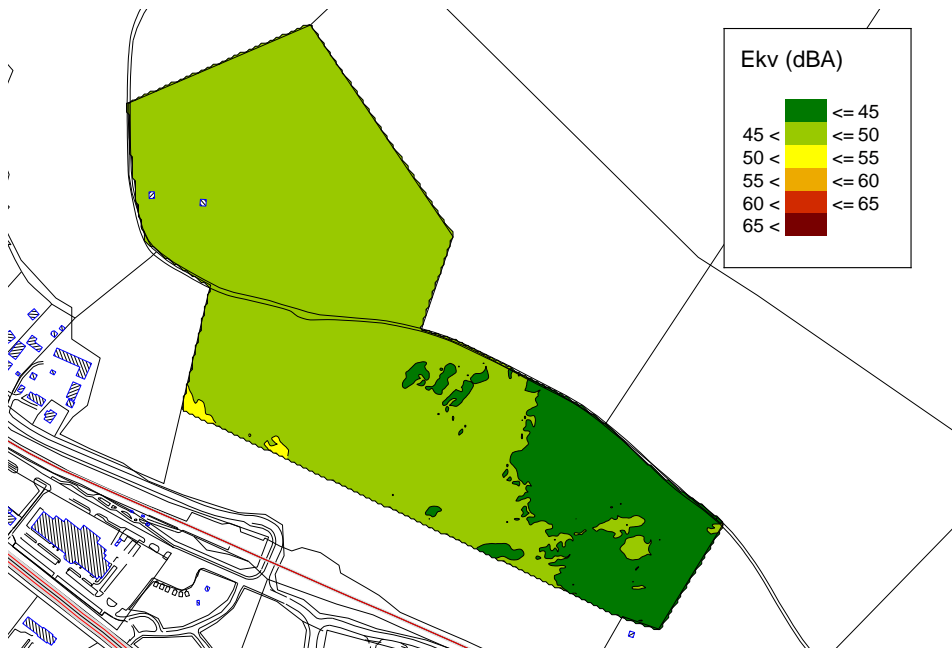 Ekv (dBA)
<= 45
45 < <= 50
50 < <= 55
55 < <= 60
60 < <= 65
65 <